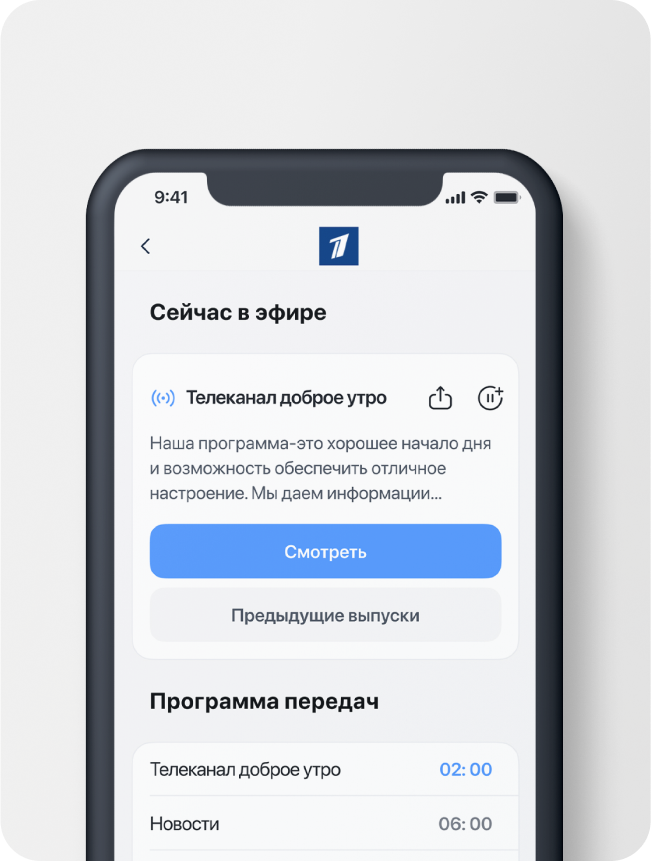 9:41
1
Сейчас в эфире
Телеканал доброе утро
Наша программа-это хорошее начало дня
и возможность обеспечить отличное
настроение. Мы даем информации...
Смотреть
Предыдущие выпуски
Программа передач
Телеканал доброе утро 02:00
Новости 06:00